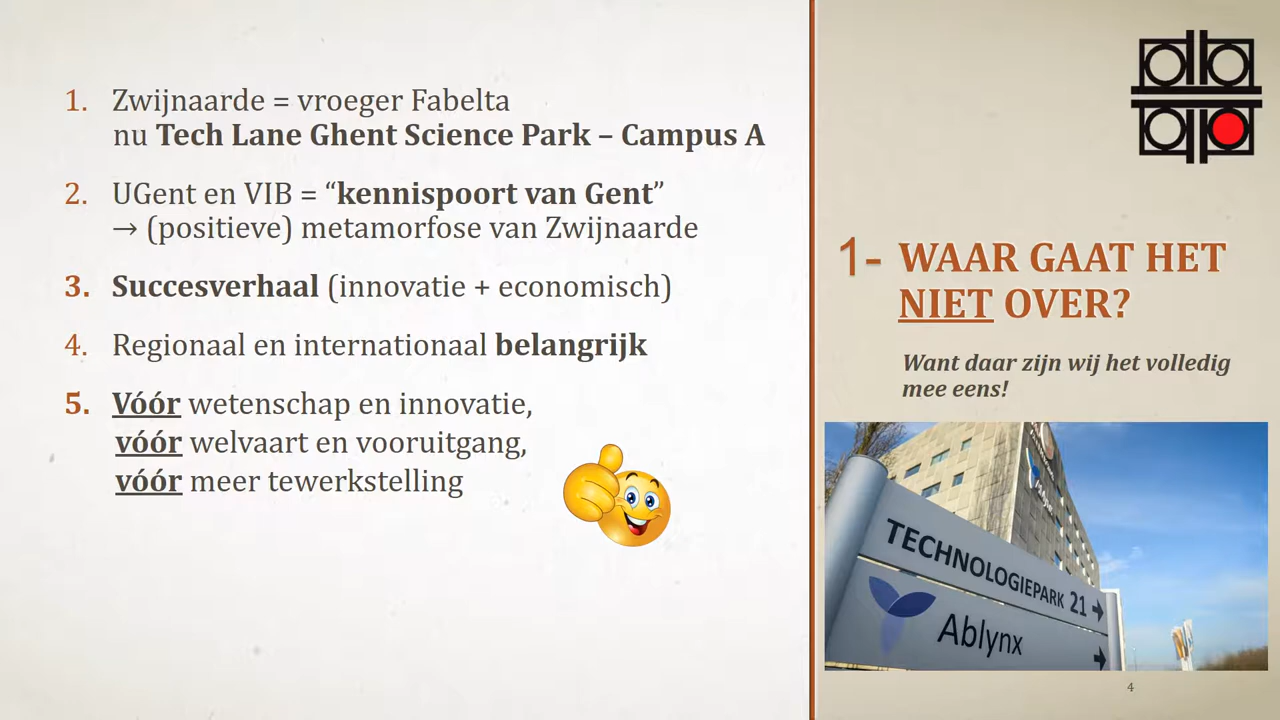 1. Zwijnaarde = vroeger Fabelta
nu Tech Lane Ghent Science Park – Campus A
2. UGent en VIB = “kennispoort van Gent”
→ (positieve) metamorfose van Zwijnaarde
3. Succesverhaal (innovatie + economisch)
4. Regionaal en internationaal belangrijk
5. Vóór wetenschap en innovatie,
vóór welvaart en vooruitgang,
vóór meer tewerkstelling
1- WAAR GAAT HET
NIET OVER?
Want daar zijn wij het volledig
mee eens!
TECHNOLOGIEPARK 21 →
Ablynx
4